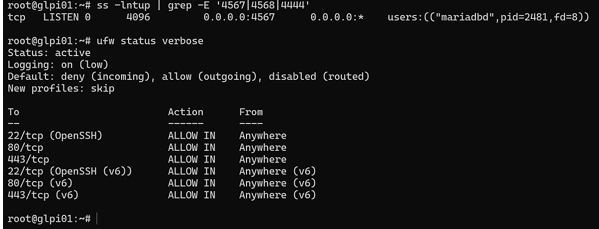 root@glpi01:~# ss -lntup | grep -E '4567|4568|4444'
tcp   LISTEN 0      4096         0.0.0.0:4567      0.0.0.0:*    users:(("mariadbd",pid=2481,fd=8))

root@glpi01:~# ufw status verbose
Status: active
Logging: on (low)
Default: deny (incoming), allow (outgoing), disabled (routed)
New profiles: skip

To                         Action      From
--                         ------      ----
22/tcp (OpenSSH)           ALLOW IN    Anywhere
80/tcp                     ALLOW IN    Anywhere
443/tcp                    ALLOW IN    Anywhere
22/tcp (OpenSSH (v6))      ALLOW IN    Anywhere (v6)
80/tcp (v6)                ALLOW IN    Anywhere (v6)
443/tcp (v6)               ALLOW IN    Anywhere (v6)

root@glpi01:~#